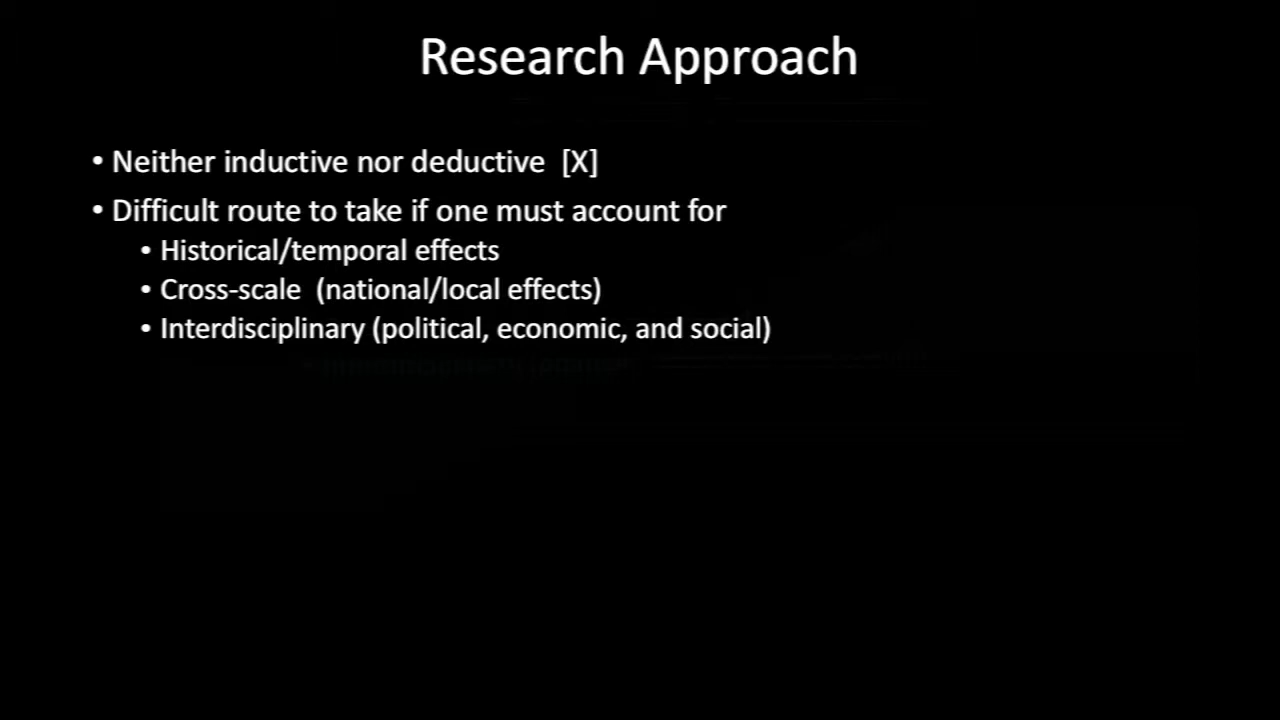 Research Approach
• Neither inductive nor deductive  [X]
• Difficult route to take if one must account for
• Historical/temporal effects
• Cross-scale  (national/local effects)
• Interdisciplinary (political, economic, and social)